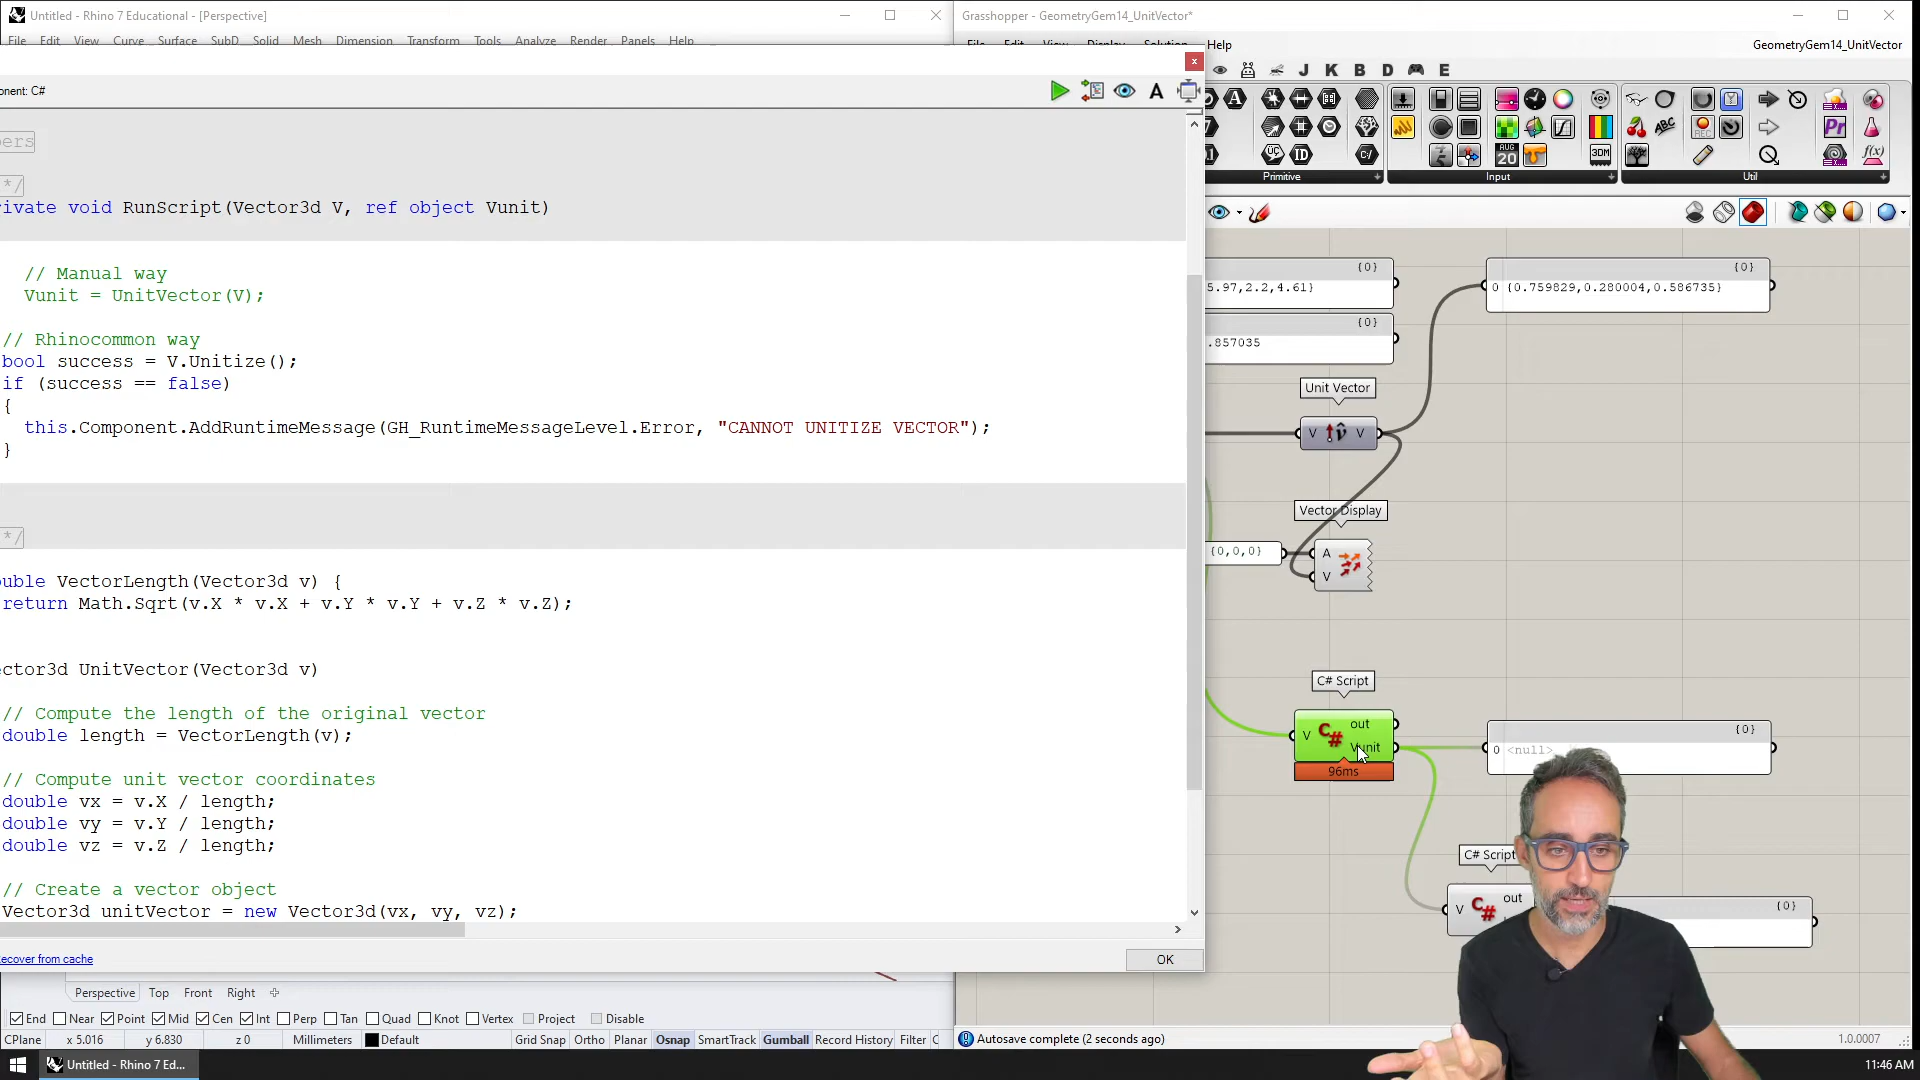 Untitled - Rhino 7 Educational - [Perspective]
File Edit View Curve Surface SubD Solid Mesh Dimension Transform Tools Analyze Render Panels Help
Grasshopper - GeometryGem14_UnitVector*
File Edit View Display Solution Help
GeometryGem14_UnitVector
onent: C#
J K B D E
Primitive
Input
Util
ers
*/
ivate void RunScript(Vector3d V, ref object Vunit)
// Manual way
Vunit = UnitVector(V);
// Rhinocommon way
bool success = V.Unitize();
if (success == false)
{
this.Component.AddRuntimeMessage(GH_RuntimeMessageLevel.Error, "CANNOT UNITIZE VECTOR");
}
*/
ouble VectorLength(Vector3d v) {
return Math.Sqrt(v.X * v.X + v.Y * v.Y + v.Z * v.Z);
ector3d UnitVector(Vector3d v)
// Compute the length of the original vector
double length = VectorLength(v);
// Compute unit vector coordinates
double vx = v.X / length;
double vy = v.Y / length;
double vz = v.Z / length;
// Create a vector object
Vector3d unitVector = new Vector3d(vx, vy, vz);
ecover from cache
OK
{0}
5.97,2.2,4.61}
{0}
.857035
{0}
0 {0.759829,0.280004,0.586735}
Unit Vector
V V
Vector Display
{0,0,0}
A
V
C# Script
V C# out
Vunit
96ms
{0}
0 <null>
C# Script
V C# out
{0}
Perspective Top Front Right
End Near Point Mid Cen Int Perp Tan Quad Knot Vertex Project Disable
CPlane x 5.016 y 6.830 z 0 Millimeters Default Grid Snap Ortho Planar Osnap SmartTrack Gumball Record History Filter C
Autosave complete (2 seconds ago)
1.0.0007
Untitled - Rhino 7 Ed...
11:46 AM